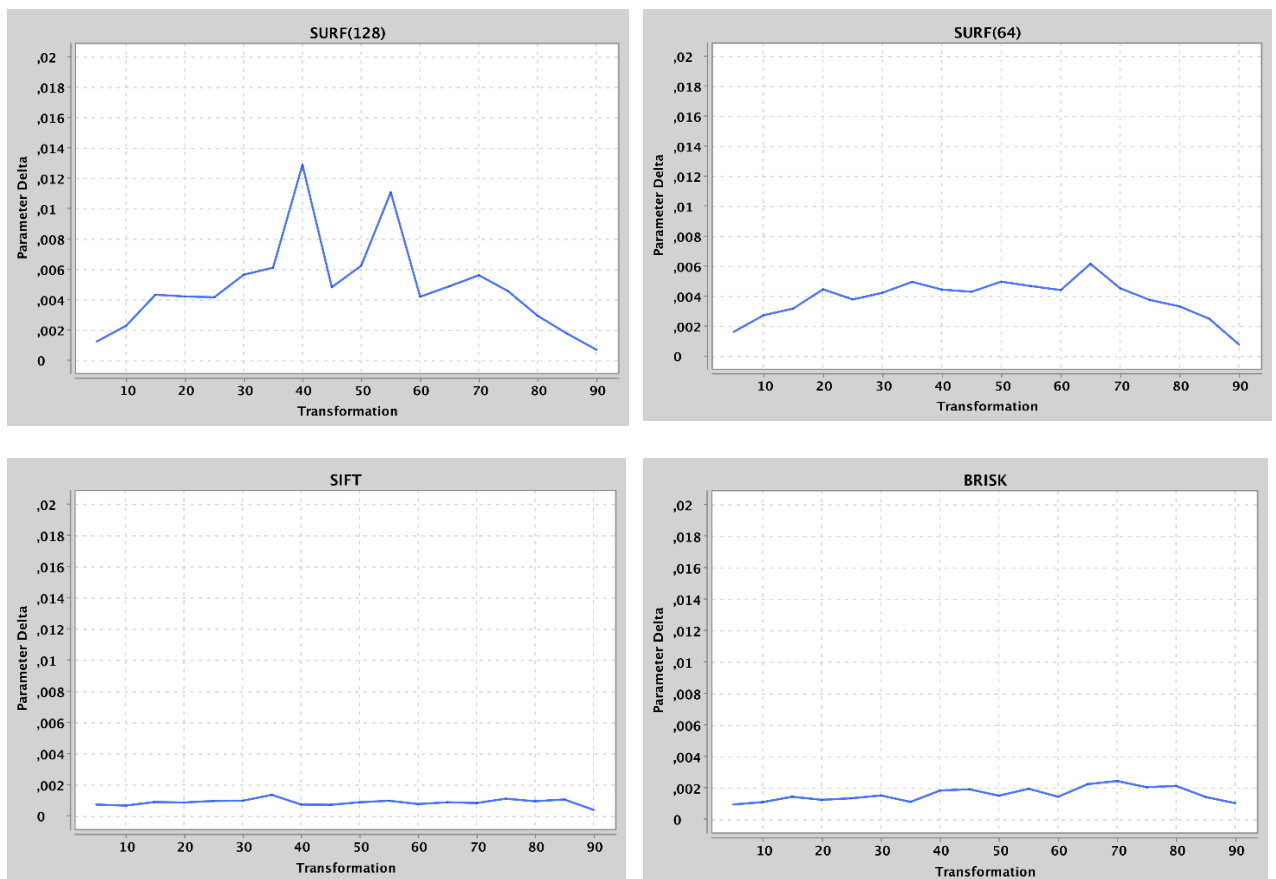 SURF(128)
,02
,018
,016
,014
,012
,01
,008
,006
,004
,002
0
Parameter Delta
10 20 30 40 50 60 70 80 90
Transformation
SURF(64)
,02
,018
,016
,014
,012
,01
,008
,006
,004
,002
0
Parameter Delta
10 20 30 40 50 60 70 80 90
Transformation
SIFT
,02
,018
,016
,014
,012
,01
,008
,006
,004
,002
0
Parameter Delta
10 20 30 40 50 60 70 80 90
Transformation
BRISK
,02
,018
,016
,014
,012
,01
,008
,006
,004
,002
0
Parameter Delta
10 20 30 40 50 60 70 80 90
Transformation